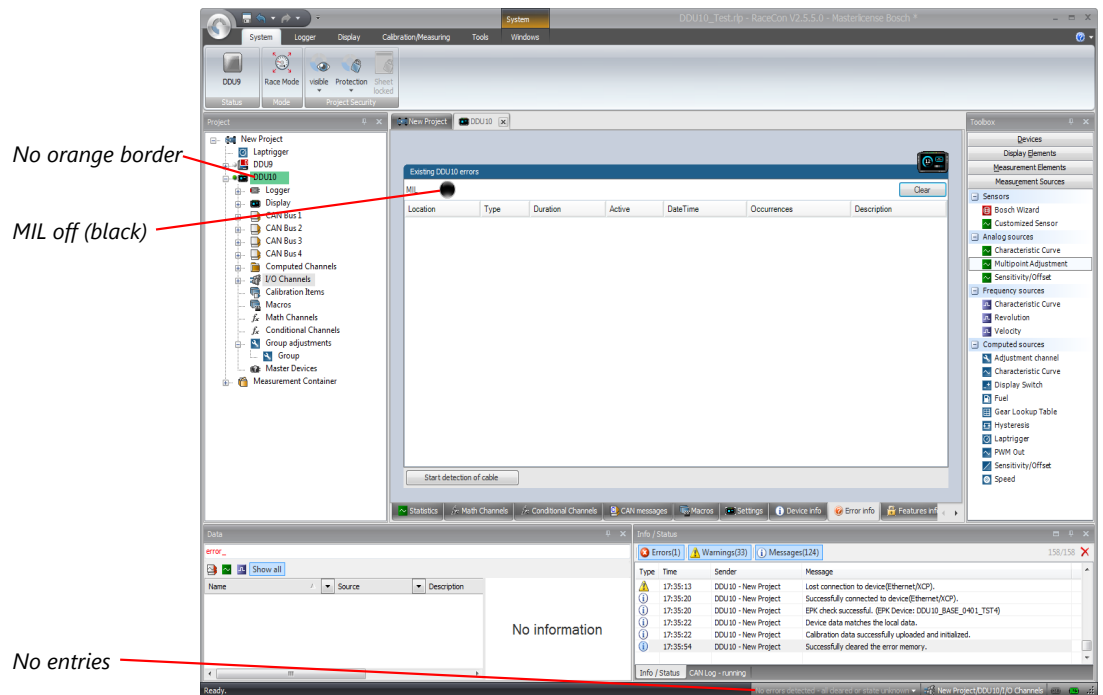 System
DDU10_Test.rip - RaceCon V2.5.5.0 - Masterlicense Bosch *
System Logger Display Calibration/Measuring Tools Windows
DDU9 Race Mode visible Protection Sheet locked
Status Mode Project Security
Project
New Project DDU10
Toolbox
New Project
Laptrigger
DDU9
DDU10
Logger
Display
CAN Bus 1
CAN Bus 2
CAN Bus 3
CAN Bus 4
Computed Channels
I/O Channels
Calibration Items
Macros
fx Math Channels
fx Conditional Channels
Group adjustments
Group
Master Devices
Measurement Container
No orange border
MIL off (black)
No entries
Existing DDU10 errors
MIL
Clear
Location Type Duration Active DateTime Occurrences Description
Start detection of cable
Statistics Math Channels Conditional Channels CAN messages Macros Settings Device info Error info Features inf
Devices
Display Elements
Measurement Elements
Measurement Sources
Sensors
Bosch Wizard
Customized Sensor
Analog sources
Characteristic Curve
Multipoint Adjustment
Sensitivity/Offset
Frequency sources
Characteristic Curve
Revolution
Velocity
Computed sources
Adjustment channel
Characteristic Curve
Display Switch
Fuel
Gear Lookup Table
Hysteresis
Laptrigger
PWM Out
Sensitivity/Offset
Speed
Data
error_
Show all
Name Source Description
No information
Info / Status
Errors(1) Warnings(33) Messages(124) 158/158
Type Time Sender Message
17:35:13 DDU10 - New Project Lost connection to device(Ethernet/XCP).
17:35:20 DDU10 - New Project Successfully connected to device(Ethernet/XCP).
17:35:20 DDU10 - New Project EPK check successful. (EPK Device: DDU10_BASE_0401_TST4)
17:35:22 DDU10 - New Project Device data matches the local data.
17:35:22 DDU10 - New Project Calibration data successfully uploaded and initialized.
17:35:54 DDU10 - New Project Successfully cleared the error memory.
Info / Status CAN Log - running
Ready.
No errors detected - all cleared or state unknown
New Project/DDU10/I/O Channels